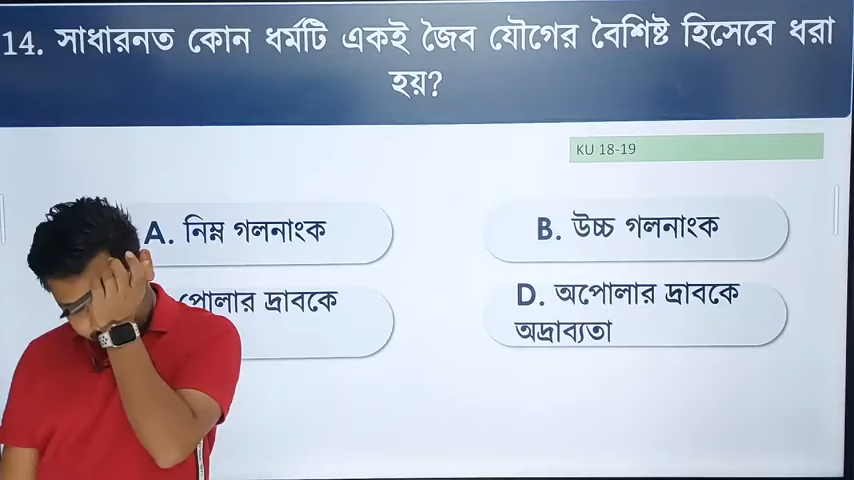 14. সাধারনত কোন ধর্মটি একই জৈব যৌগের বৈশিষ্ট হিসেবে ধরা
হয়?
KU 18-19
A. নিম্ন গলনাংক
B. উচ্চ গলনাংক
পোলার দ্রাবকে
D. অপোলার দ্রাবকে
অদ্রাব্যতা